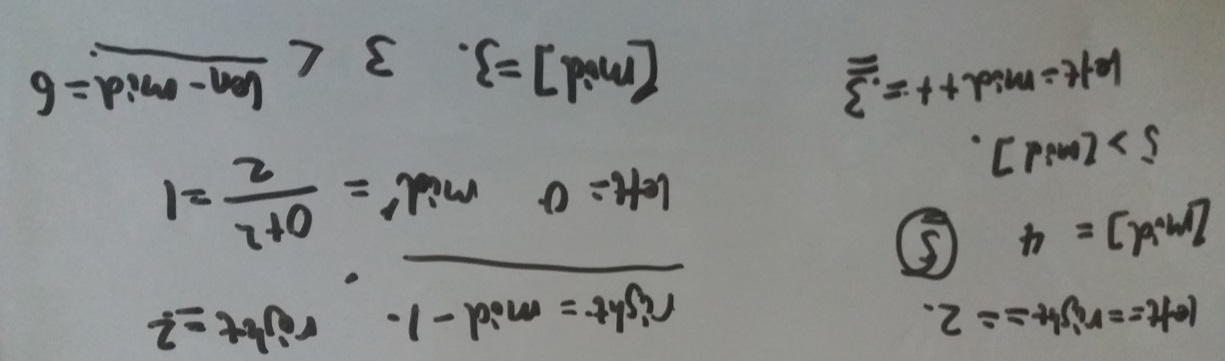 left==right == 2.
[mid] = 4 5
5 > [mid].
left = mid++ = 3
right = mid - 1. right = 2
left = 0 mid = 0+2 / 2 = 1
[mid] = 3. 3 < len - mid = 6